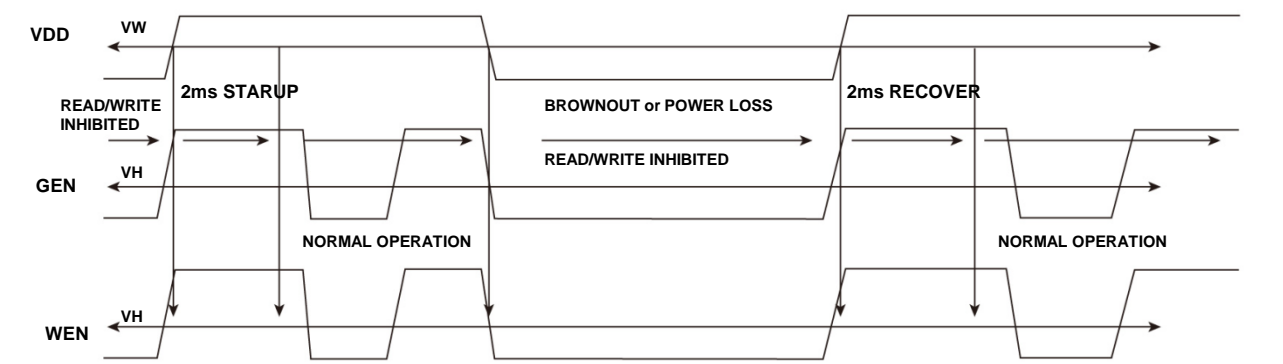 VDD
VW
2ms STARUP
2ms RECOVER
READ/WRITE
INHIBITED
BROWNOUT or POWER LOSS
READ/WRITE INHIBITED
VH
GEN
NORMAL OPERATION
NORMAL OPERATION
VH
WEN